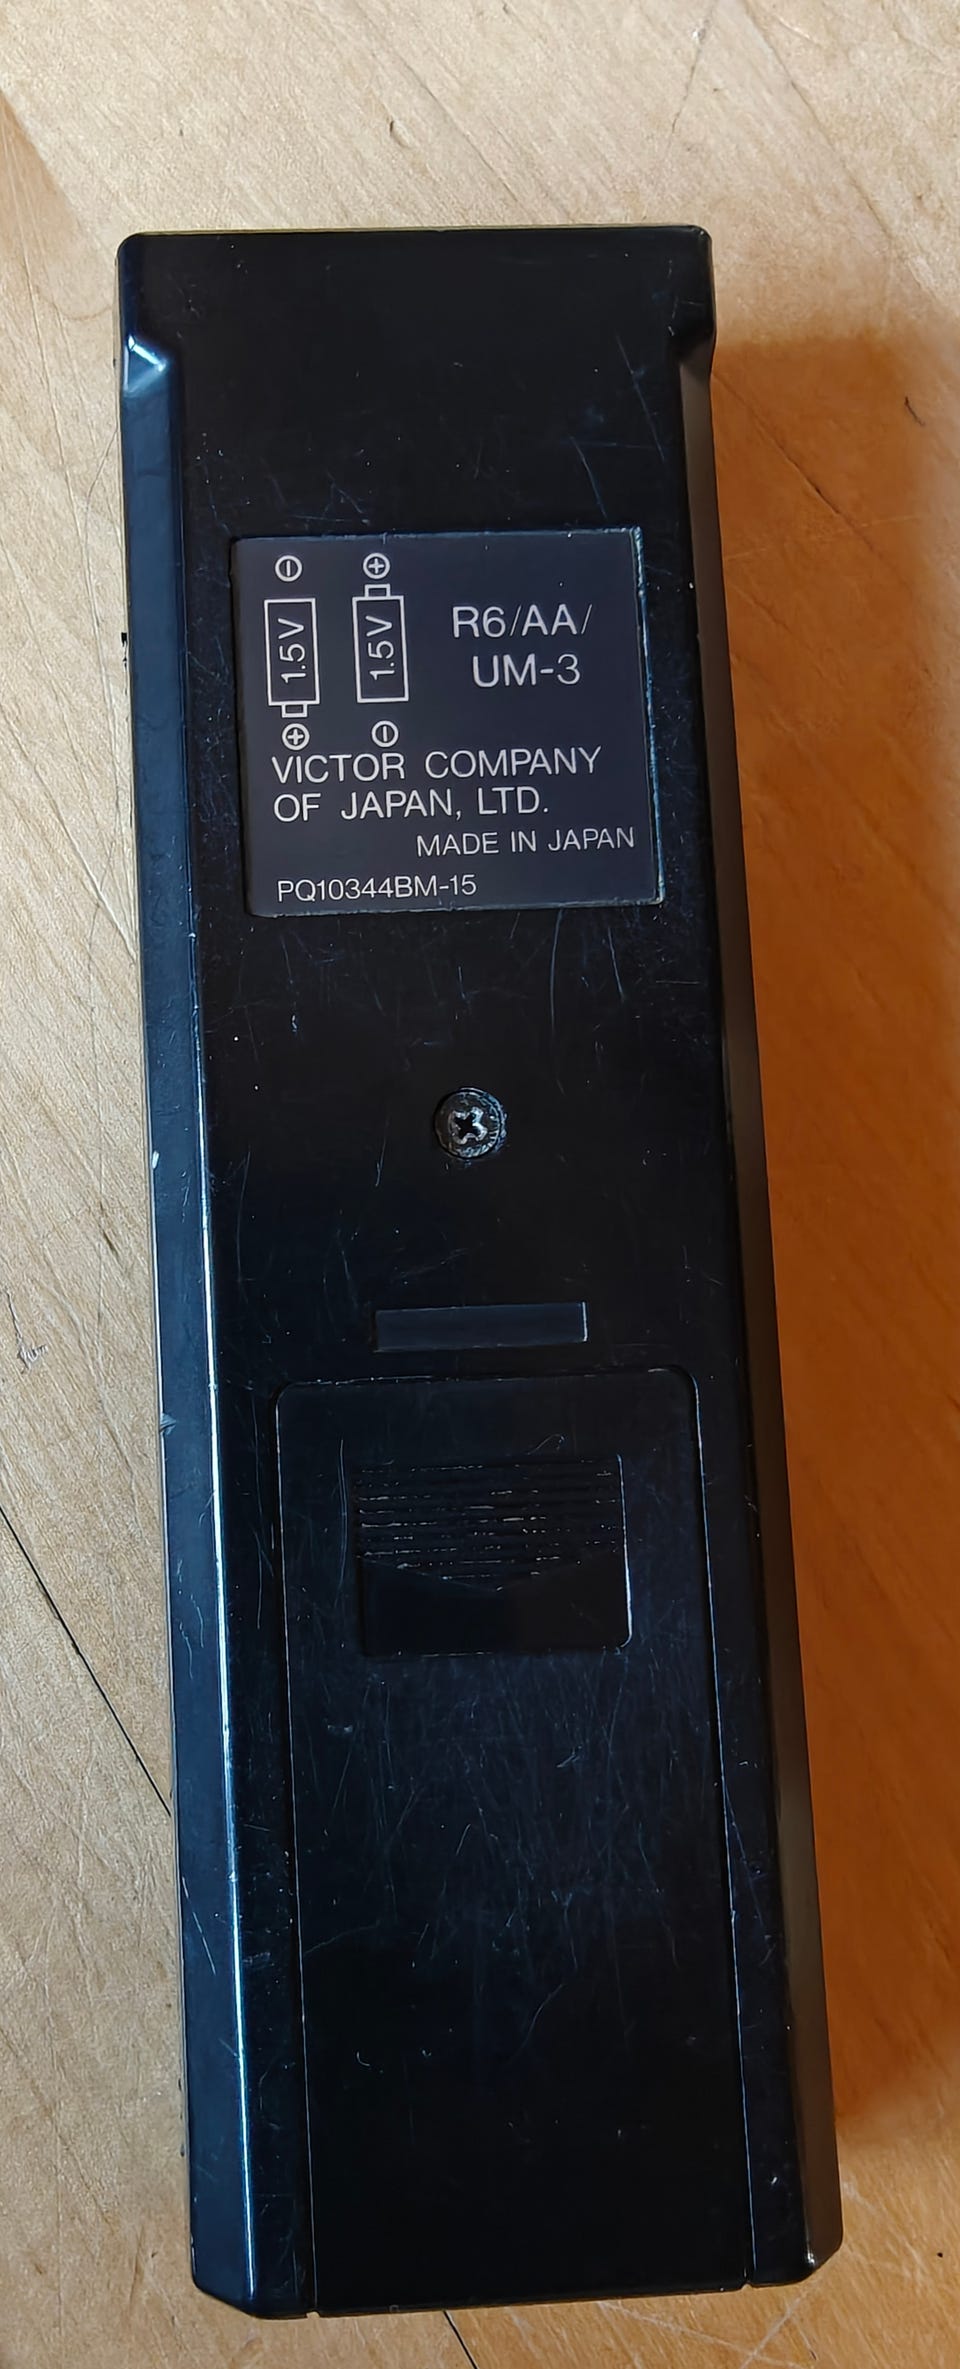 ⊖ ⊕
1.5V 1.5V R6/AA/
UM-3
⊕ ⊖
VICTOR COMPANY
OF JAPAN, LTD.
MADE IN JAPAN
PQ10344BM-15